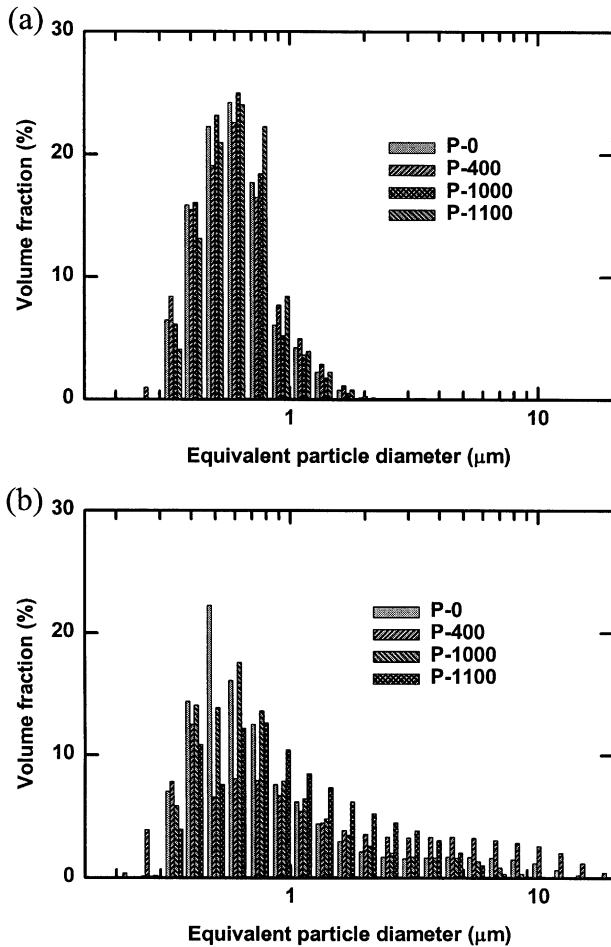 (a)
30
20
10
0
Volume fraction (%)
P-0
P-400
P-1000
P-1100
1
10
Equivalent particle diameter (μm)
(b)
30
20
10
0
Volume fraction (%)
P-0
P-400
P-1000
P-1100
1
10
Equivalent particle diameter (μm)